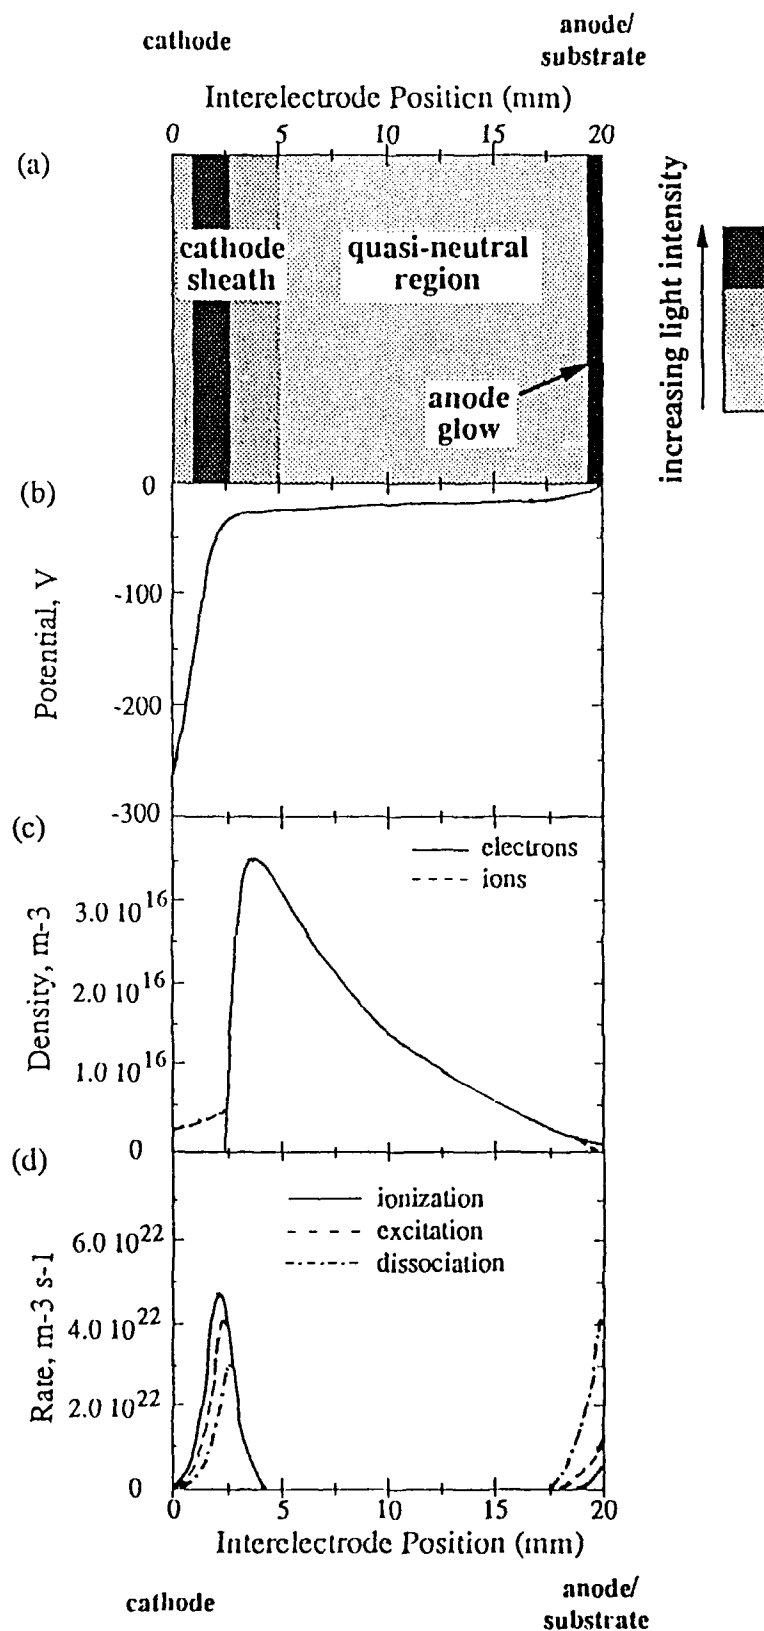 cathode
anode/
substrate
Interelectrode Position (mm)
0 5 10 15 20
(a)
cathode
sheath
quasi-neutral
region
anode
glow
increasing light intensity
(b)
0
-100
-200
-300
Potential, V
(c)
electrons
ions
3.0 10^16
2.0 10^16
1.0 10^16
0
Density, m-3
(d)
ionization
excitation
dissociation
6.0 10^22
4.0 10^22
2.0 10^22
0
Rate, m-3 s-1
0 5 10 15 20
Interelectrode Position (mm)
cathode
anode/
substrate